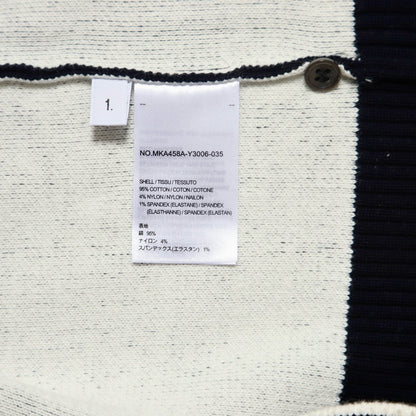 1.
--
--
NO.MKA458A-Y3006-035
SHELL / TISSU / TESSUTO
95% COTTON / COTON / COTONE
4% NYLON / NYLON / NAILON
1% SPANDEX (ELASTANE) / SPANDEX
(ÉLASTHANNE) / SPANDEX (ELASTAN)
表地
綿 95%
ナイロン 4%
スパンデックス(エラスタン) 1%